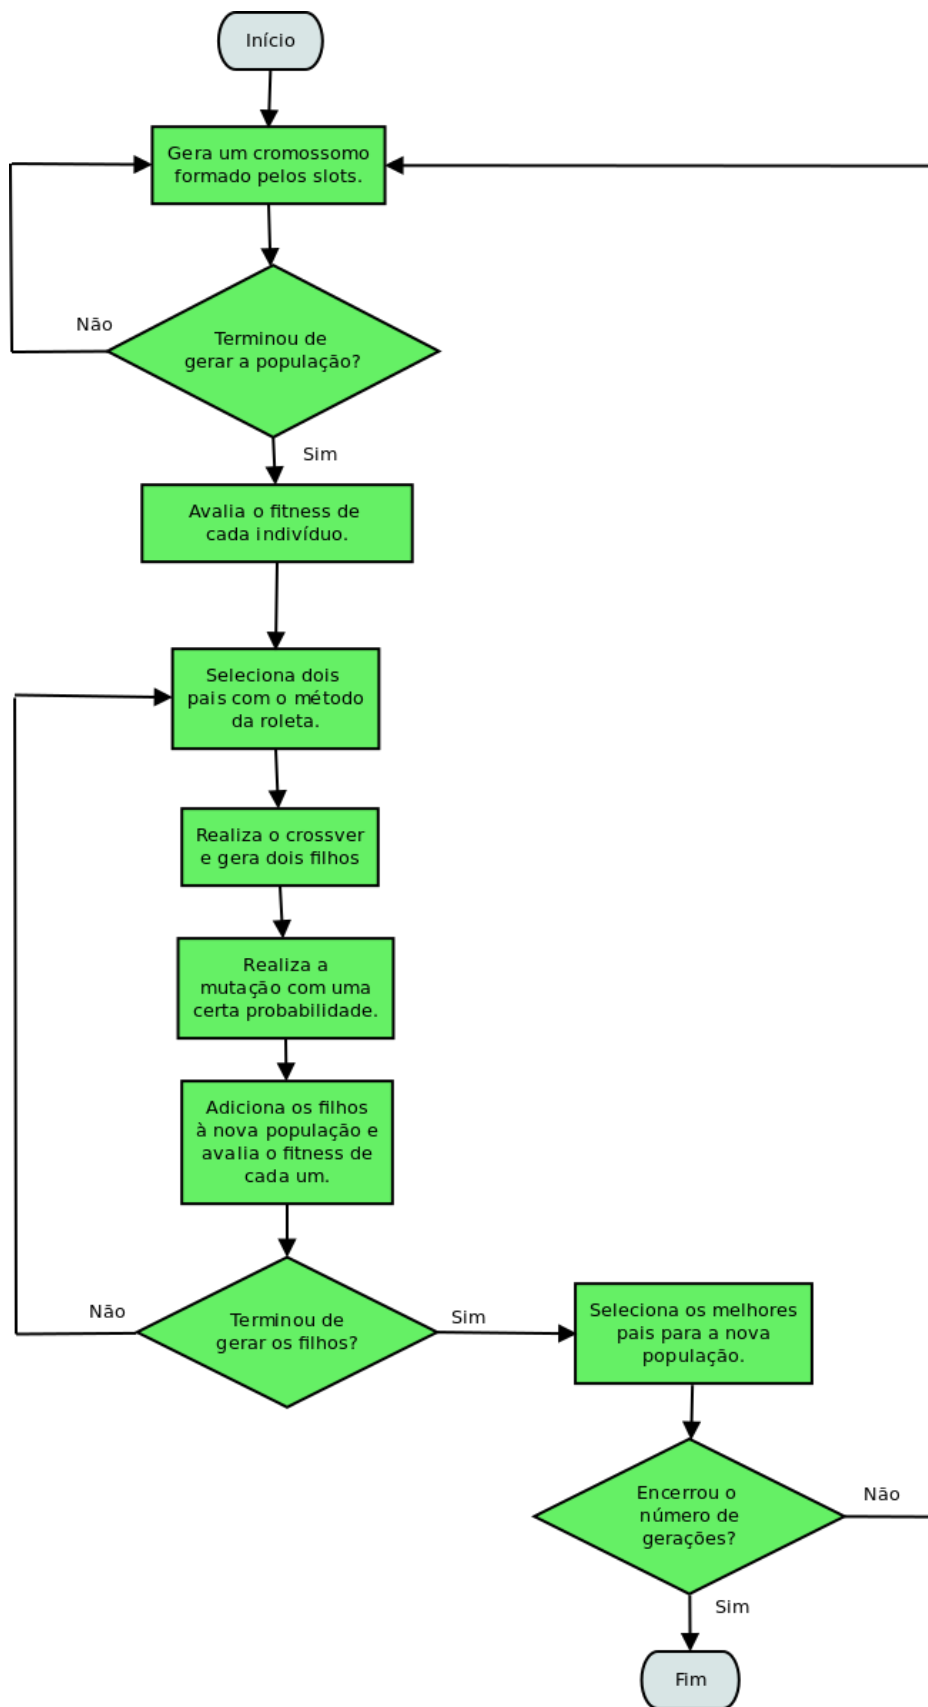 Início
Gera um cromossomo
formado pelos slots.
Não
Terminou de
gerar a população?
Sim
Avalia o fitness de
cada indivíduo.
Seleciona dois
pais com o método
da roleta.
Realiza o crossver
e gera dois filhos
Realiza a
mutação com uma
certa probabilidade.
Adiciona os filhos
à nova população e
avalia o fitness de
cada um.
Não
Terminou de
gerar os filhos?
Sim
Seleciona os melhores
pais para a nova
população.
Encerrou o
número de
gerações?
Não
Sim
Fim